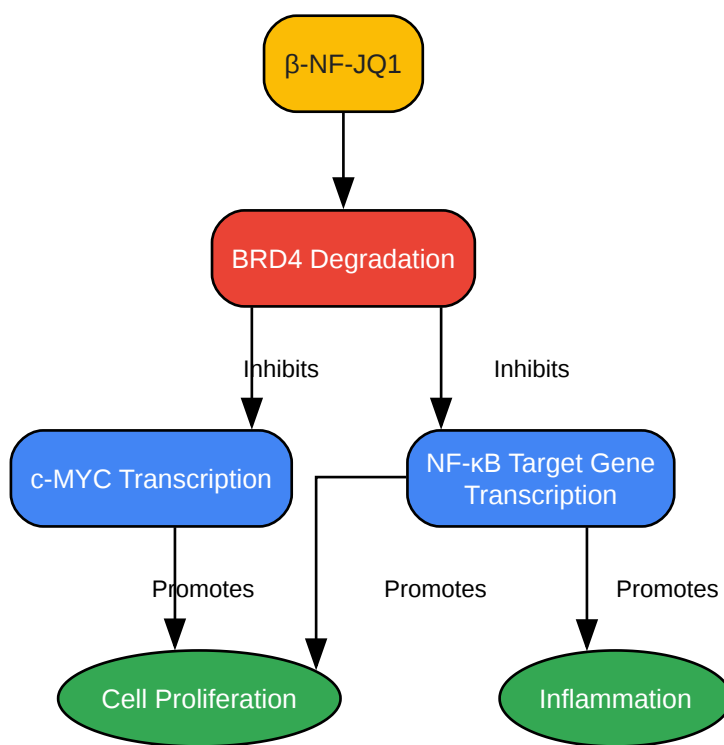 β-NF-JQ1
BRD4 Degradation
Inhibits
Inhibits
c-MYC Transcription
NF-κB Target Gene
Transcription
Promotes
Promotes
Promotes
Cell Proliferation
Inflammation